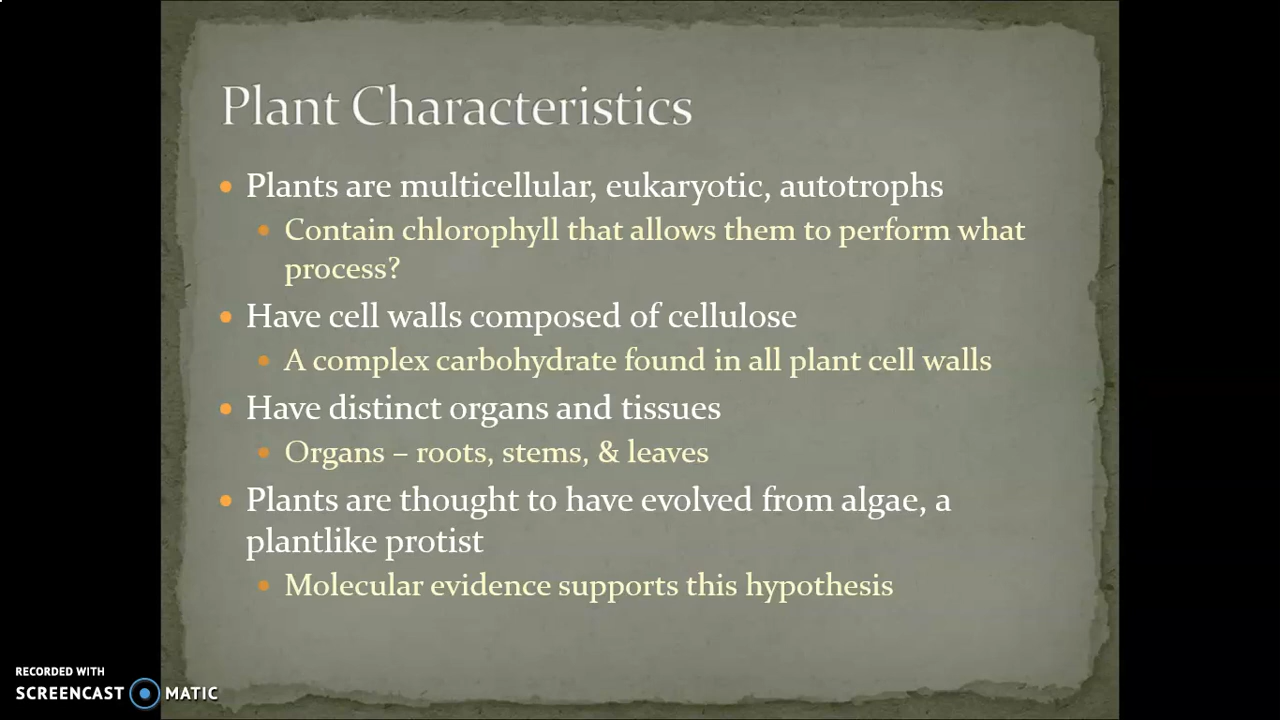 Plant Characteristics
Plants are multicellular, eukaryotic, autotrophs
Contain chlorophyll that allows them to perform what
process?
Have cell walls composed of cellulose
A complex carbohydrate found in all plant cell walls
Have distinct organs and tissues
Organs – roots, stems, & leaves
Plants are thought to have evolved from algae, a
plantlike protist
Molecular evidence supports this hypothesis
RECORDED WITH
SCREENCAST MATIC